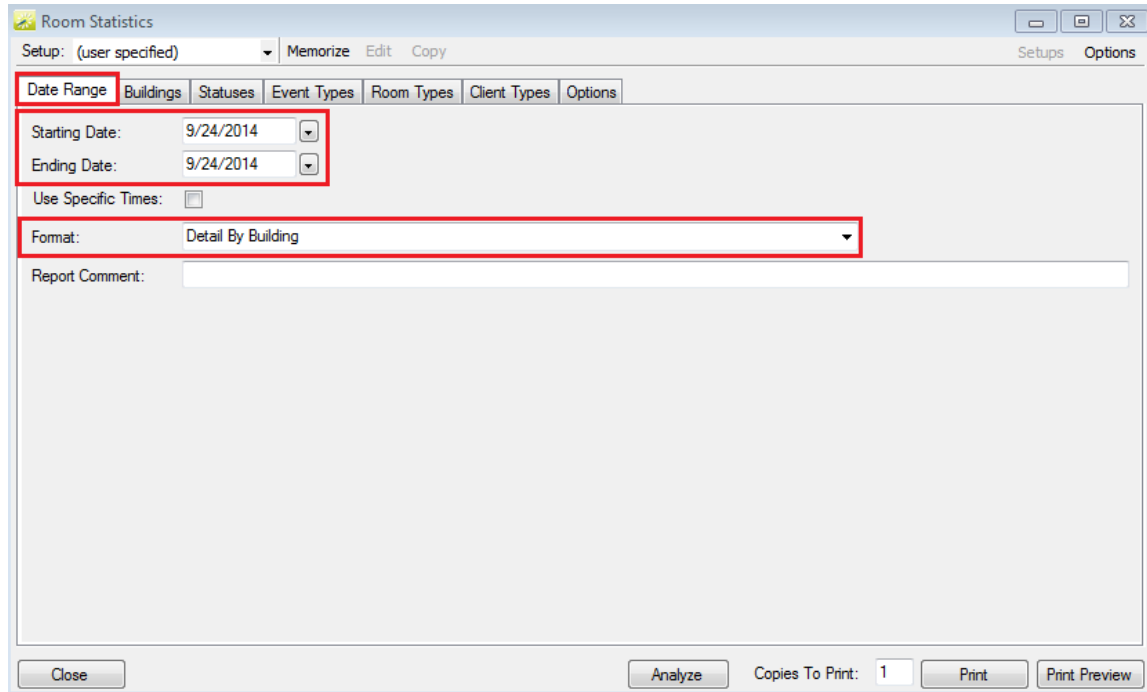 Room Statistics
Setup: (user specified) Memorize Edit Copy Setups Options
Date Range Buildings Statuses Event Types Room Types Client Types Options
Starting Date: 9/24/2014
Ending Date: 9/24/2014
Use Specific Times:
Format: Detail By Building
Report Comment:
Close Analyze Copies To Print: 1 Print Print Preview